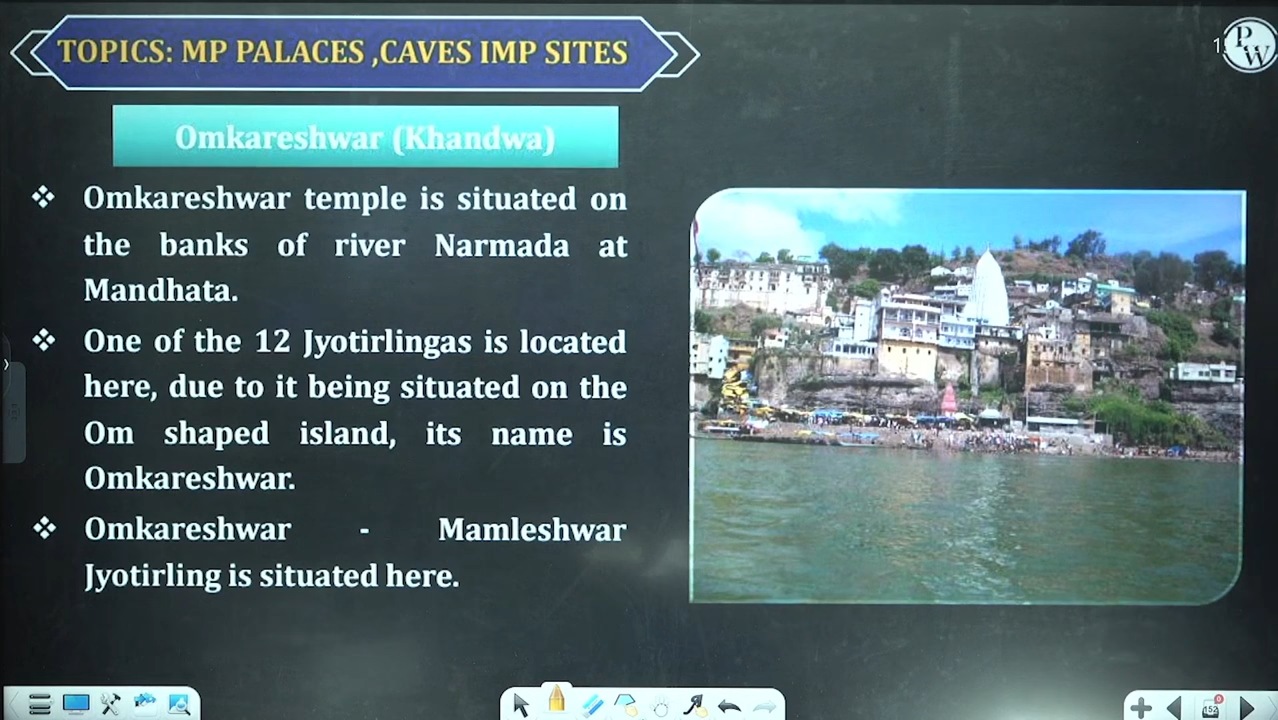 TOPICS: MP PALACES ,CAVES IMP SITES
PW
Omkareshwar (Khandwa)
❖ Omkareshwar temple is situated on
the banks of river Narmada at
Mandhata.
❖ One of the 12 Jyotirlingas is located
here, due to it being situated on the
Om shaped island, its name is
Omkareshwar.
❖ Omkareshwar - Mamleshwar
Jyotirling is situated here.
152